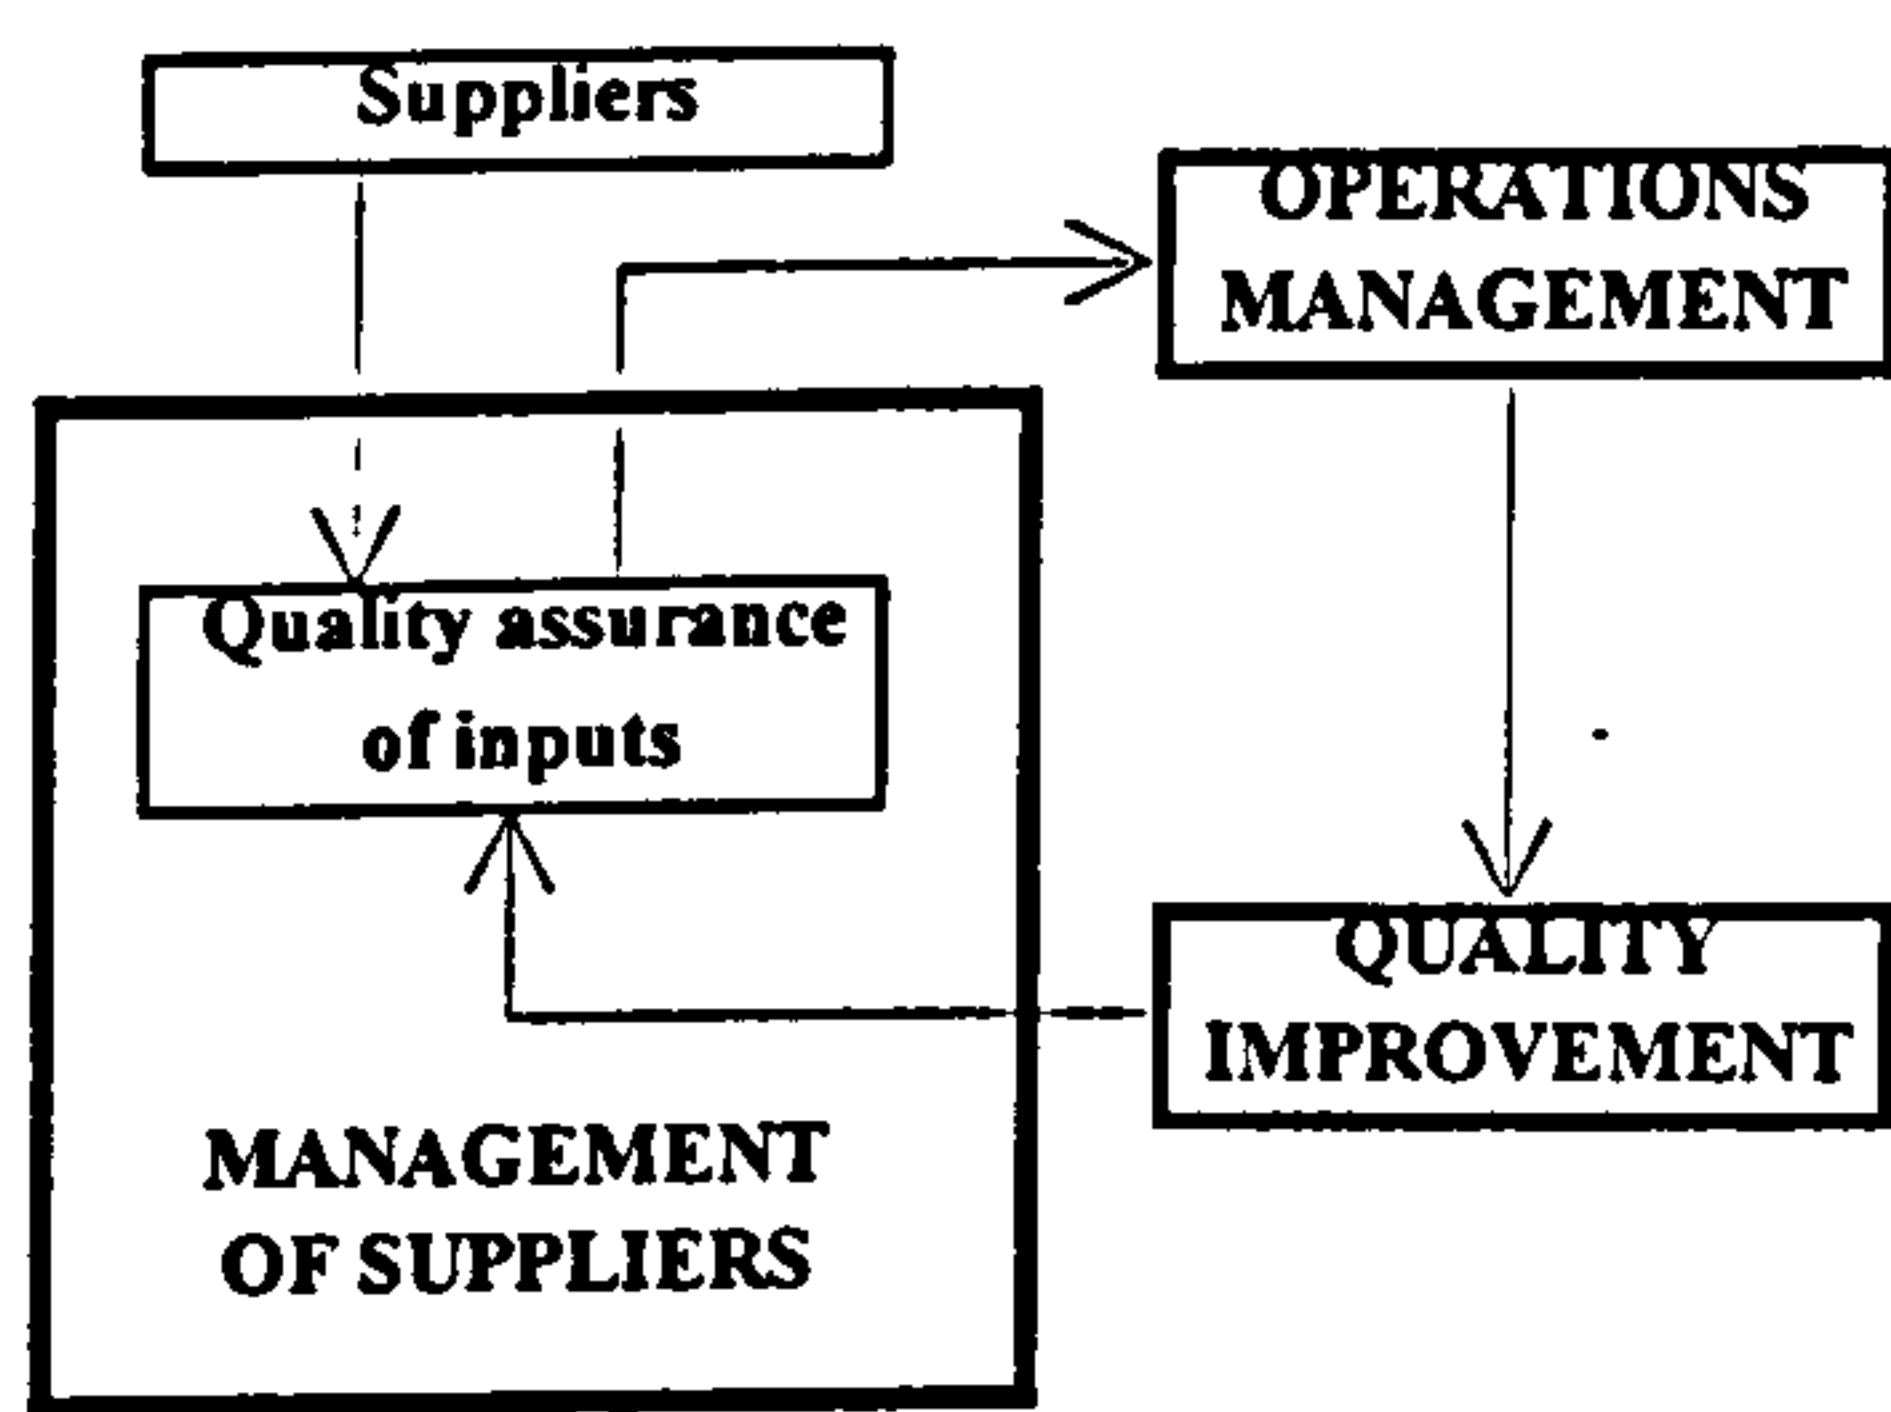 Suppliers
OPERATIONS
MANAGEMENT
Quality assurance
of inputs
QUALITY
IMPROVEMENT
MANAGEMENT
OF SUPPLIERS